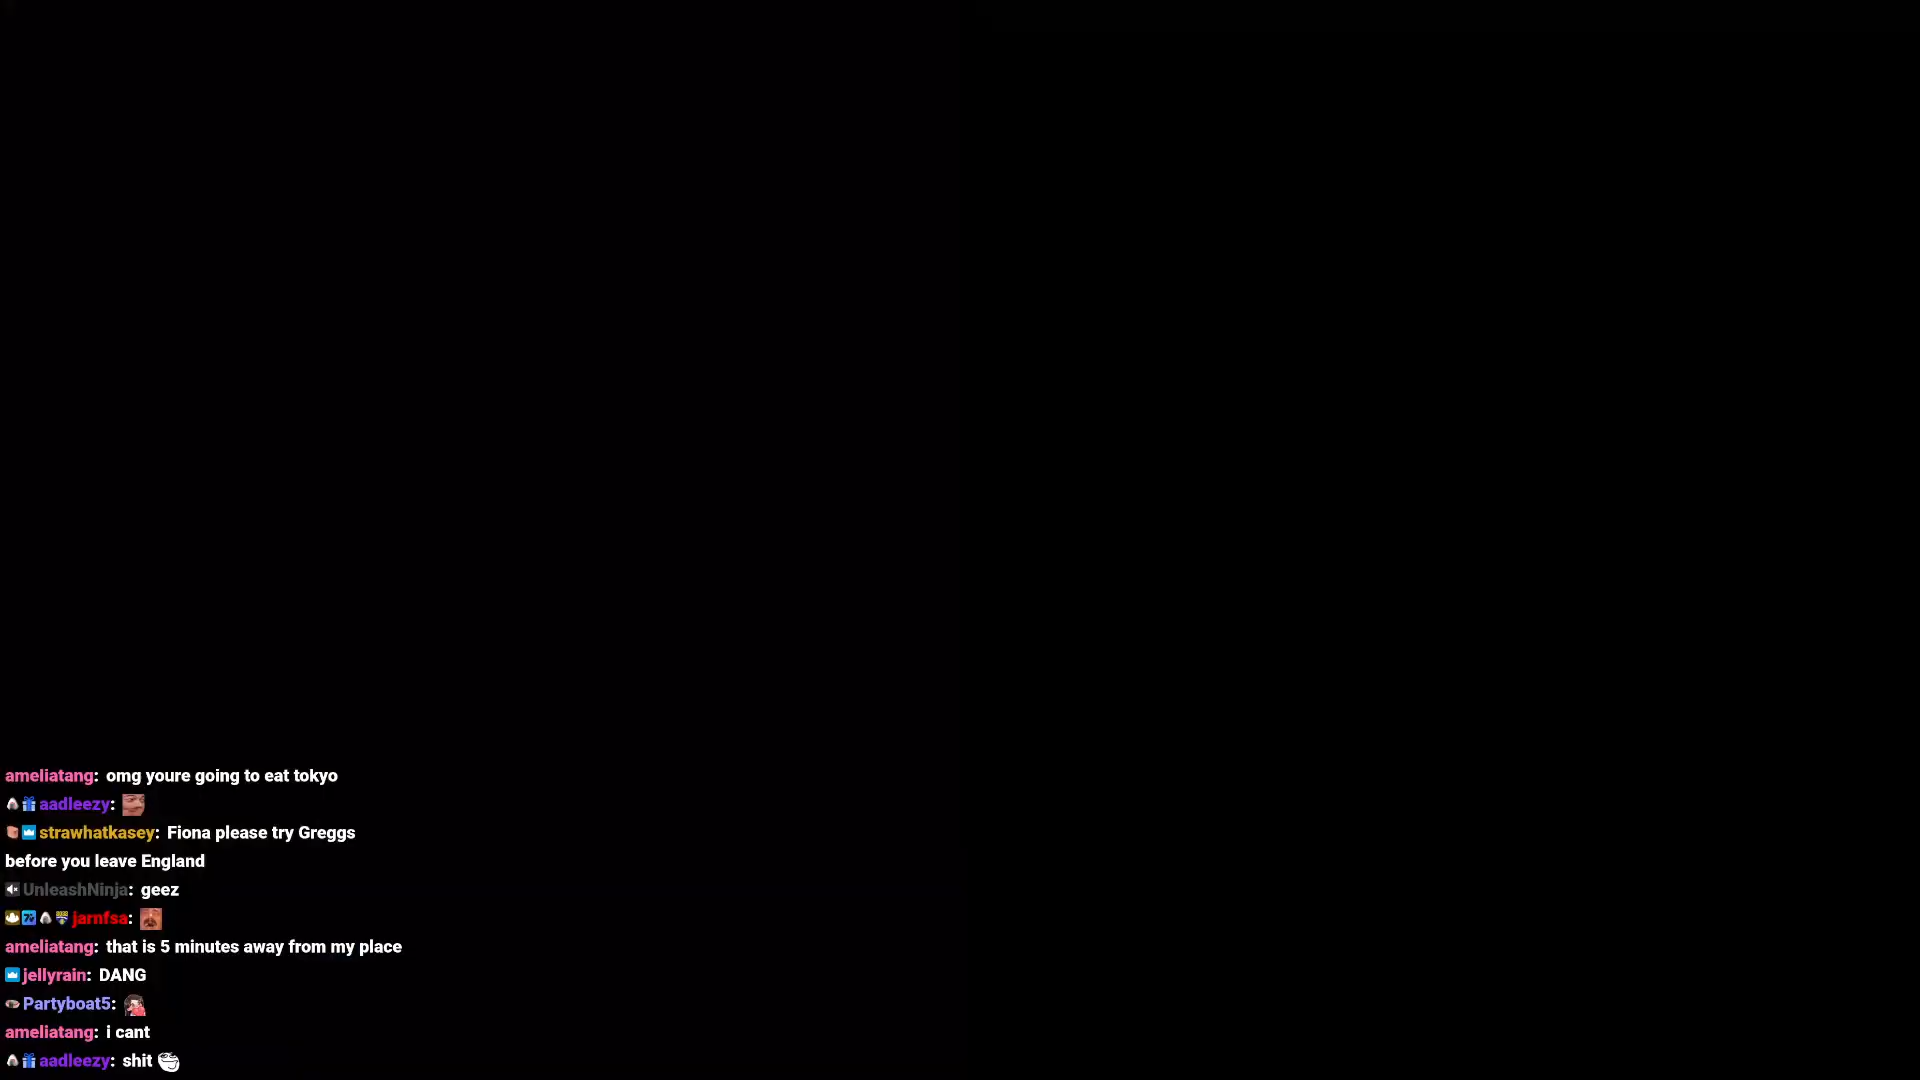 ameliatang: omg youre going to eat tokyo
aadleezy:
strawhatkasey: Fiona please try Greggs
before you leave England
UnleashNinja: geez
jarnfsa:
ameliatang: that is 5 minutes away from my place
jellyrain: DANG
Partyboat5:
ameliatang: i cant
aadleezy: shit